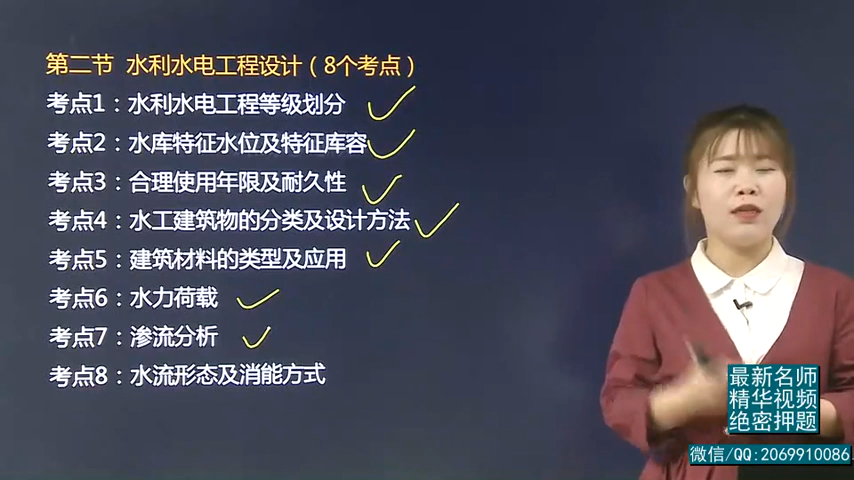 第二节 水利水电工程设计（8个考点）
考点1：水利水电工程等级划分
考点2：水库特征水位及特征库容
考点3：合理使用年限及耐久性
考点4：水工建筑物的分类及设计方法
考点5：建筑材料的类型及应用
考点6：水力荷载
考点7：渗流分析
考点8：水流形态及消能方式
最新名师
精华视频
绝密押题
微信/QQ:2069910086